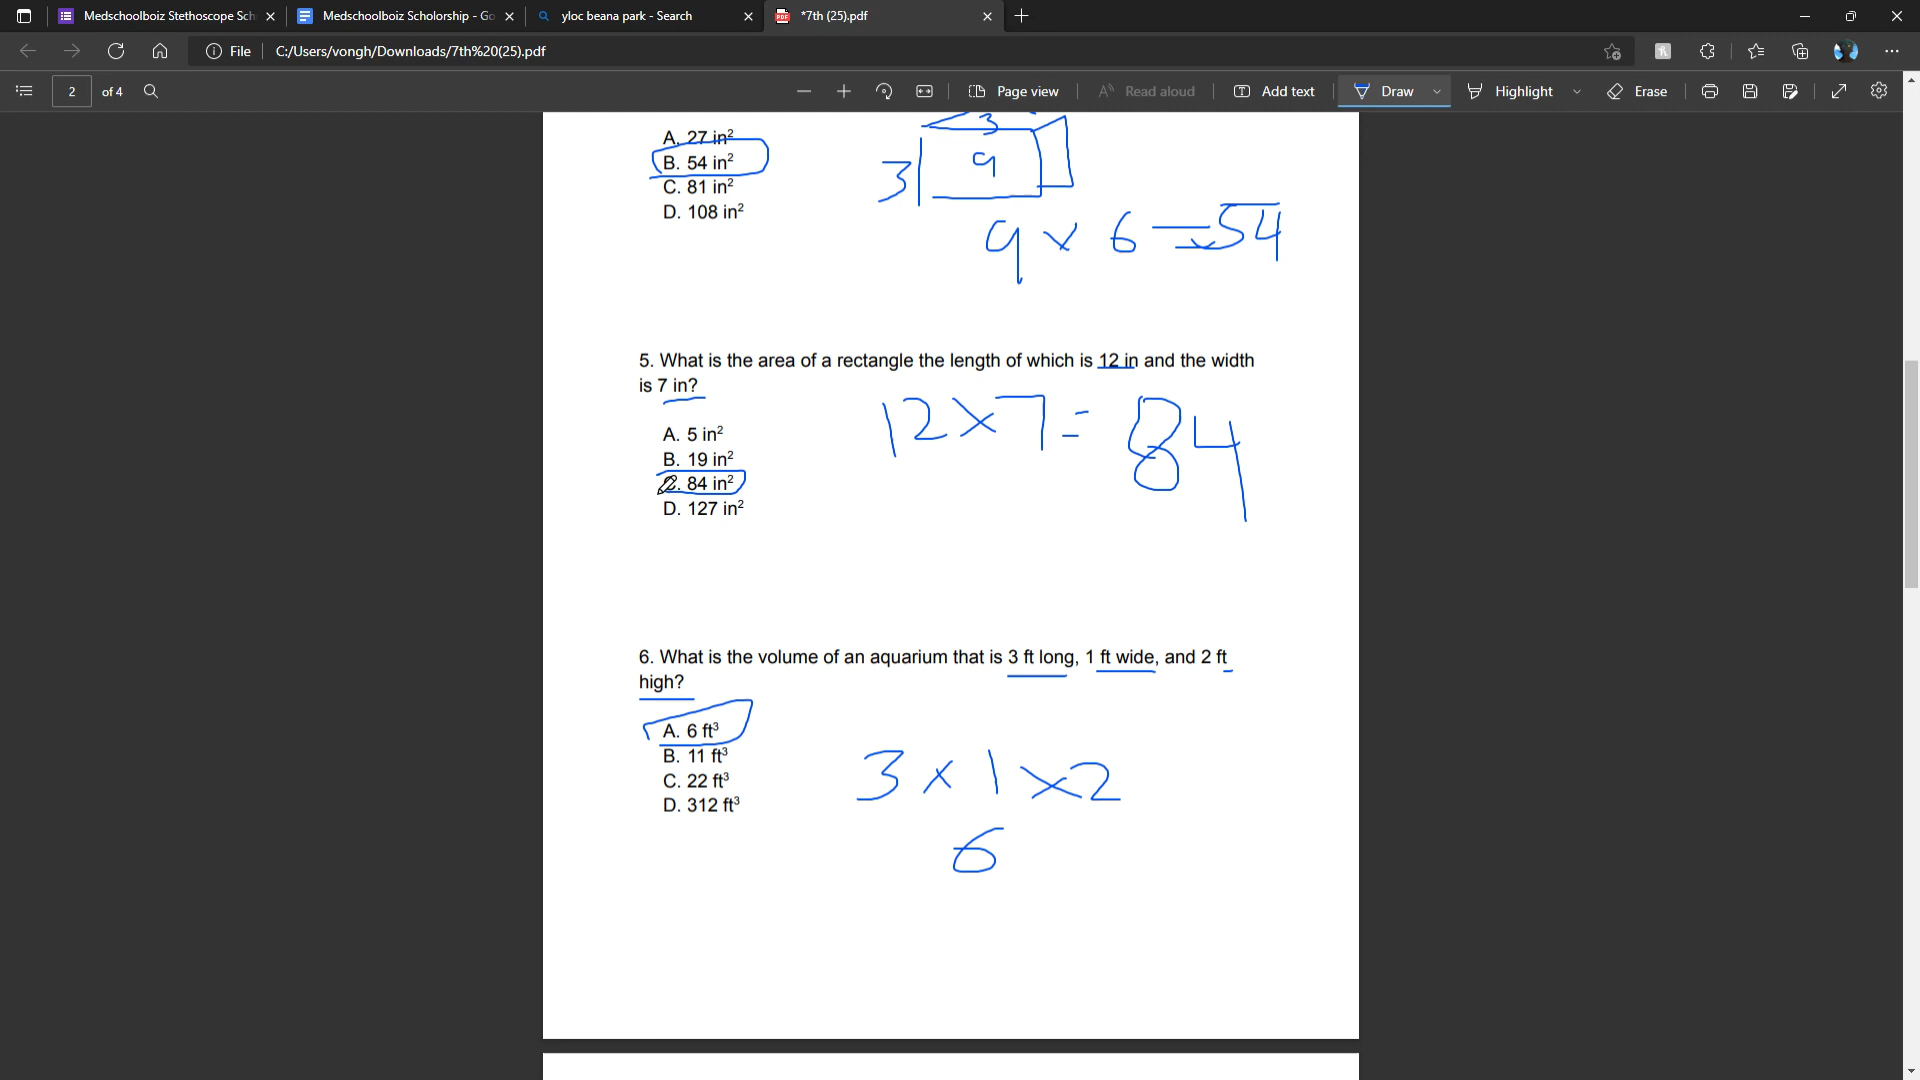 Medschoolboiz Stethoscope Sch
Medschoolboiz Scholorship - Go
yloc beana park - Search
*7th (25).pdf
File
C:/Users/vongh/Downloads/7th%20(25).pdf
2 of 4
Page view
Read aloud
Add text
Draw
Highlight
Erase
A. 27 in²
B. 54 in²
C. 81 in²
D. 108 in²
3
3
9
9 x 6 = 54
5. What is the area of a rectangle the length of which is 12 in and the width
is 7 in?
12 x 7 = 84
A. 5 in²
B. 19 in²
C. 84 in²
D. 127 in²
6. What is the volume of an aquarium that is 3 ft long, 1 ft wide, and 2 ft
high?
A. 6 ft³
B. 11 ft³
C. 22 ft³
D. 312 ft³
3 x 1 x 2
6